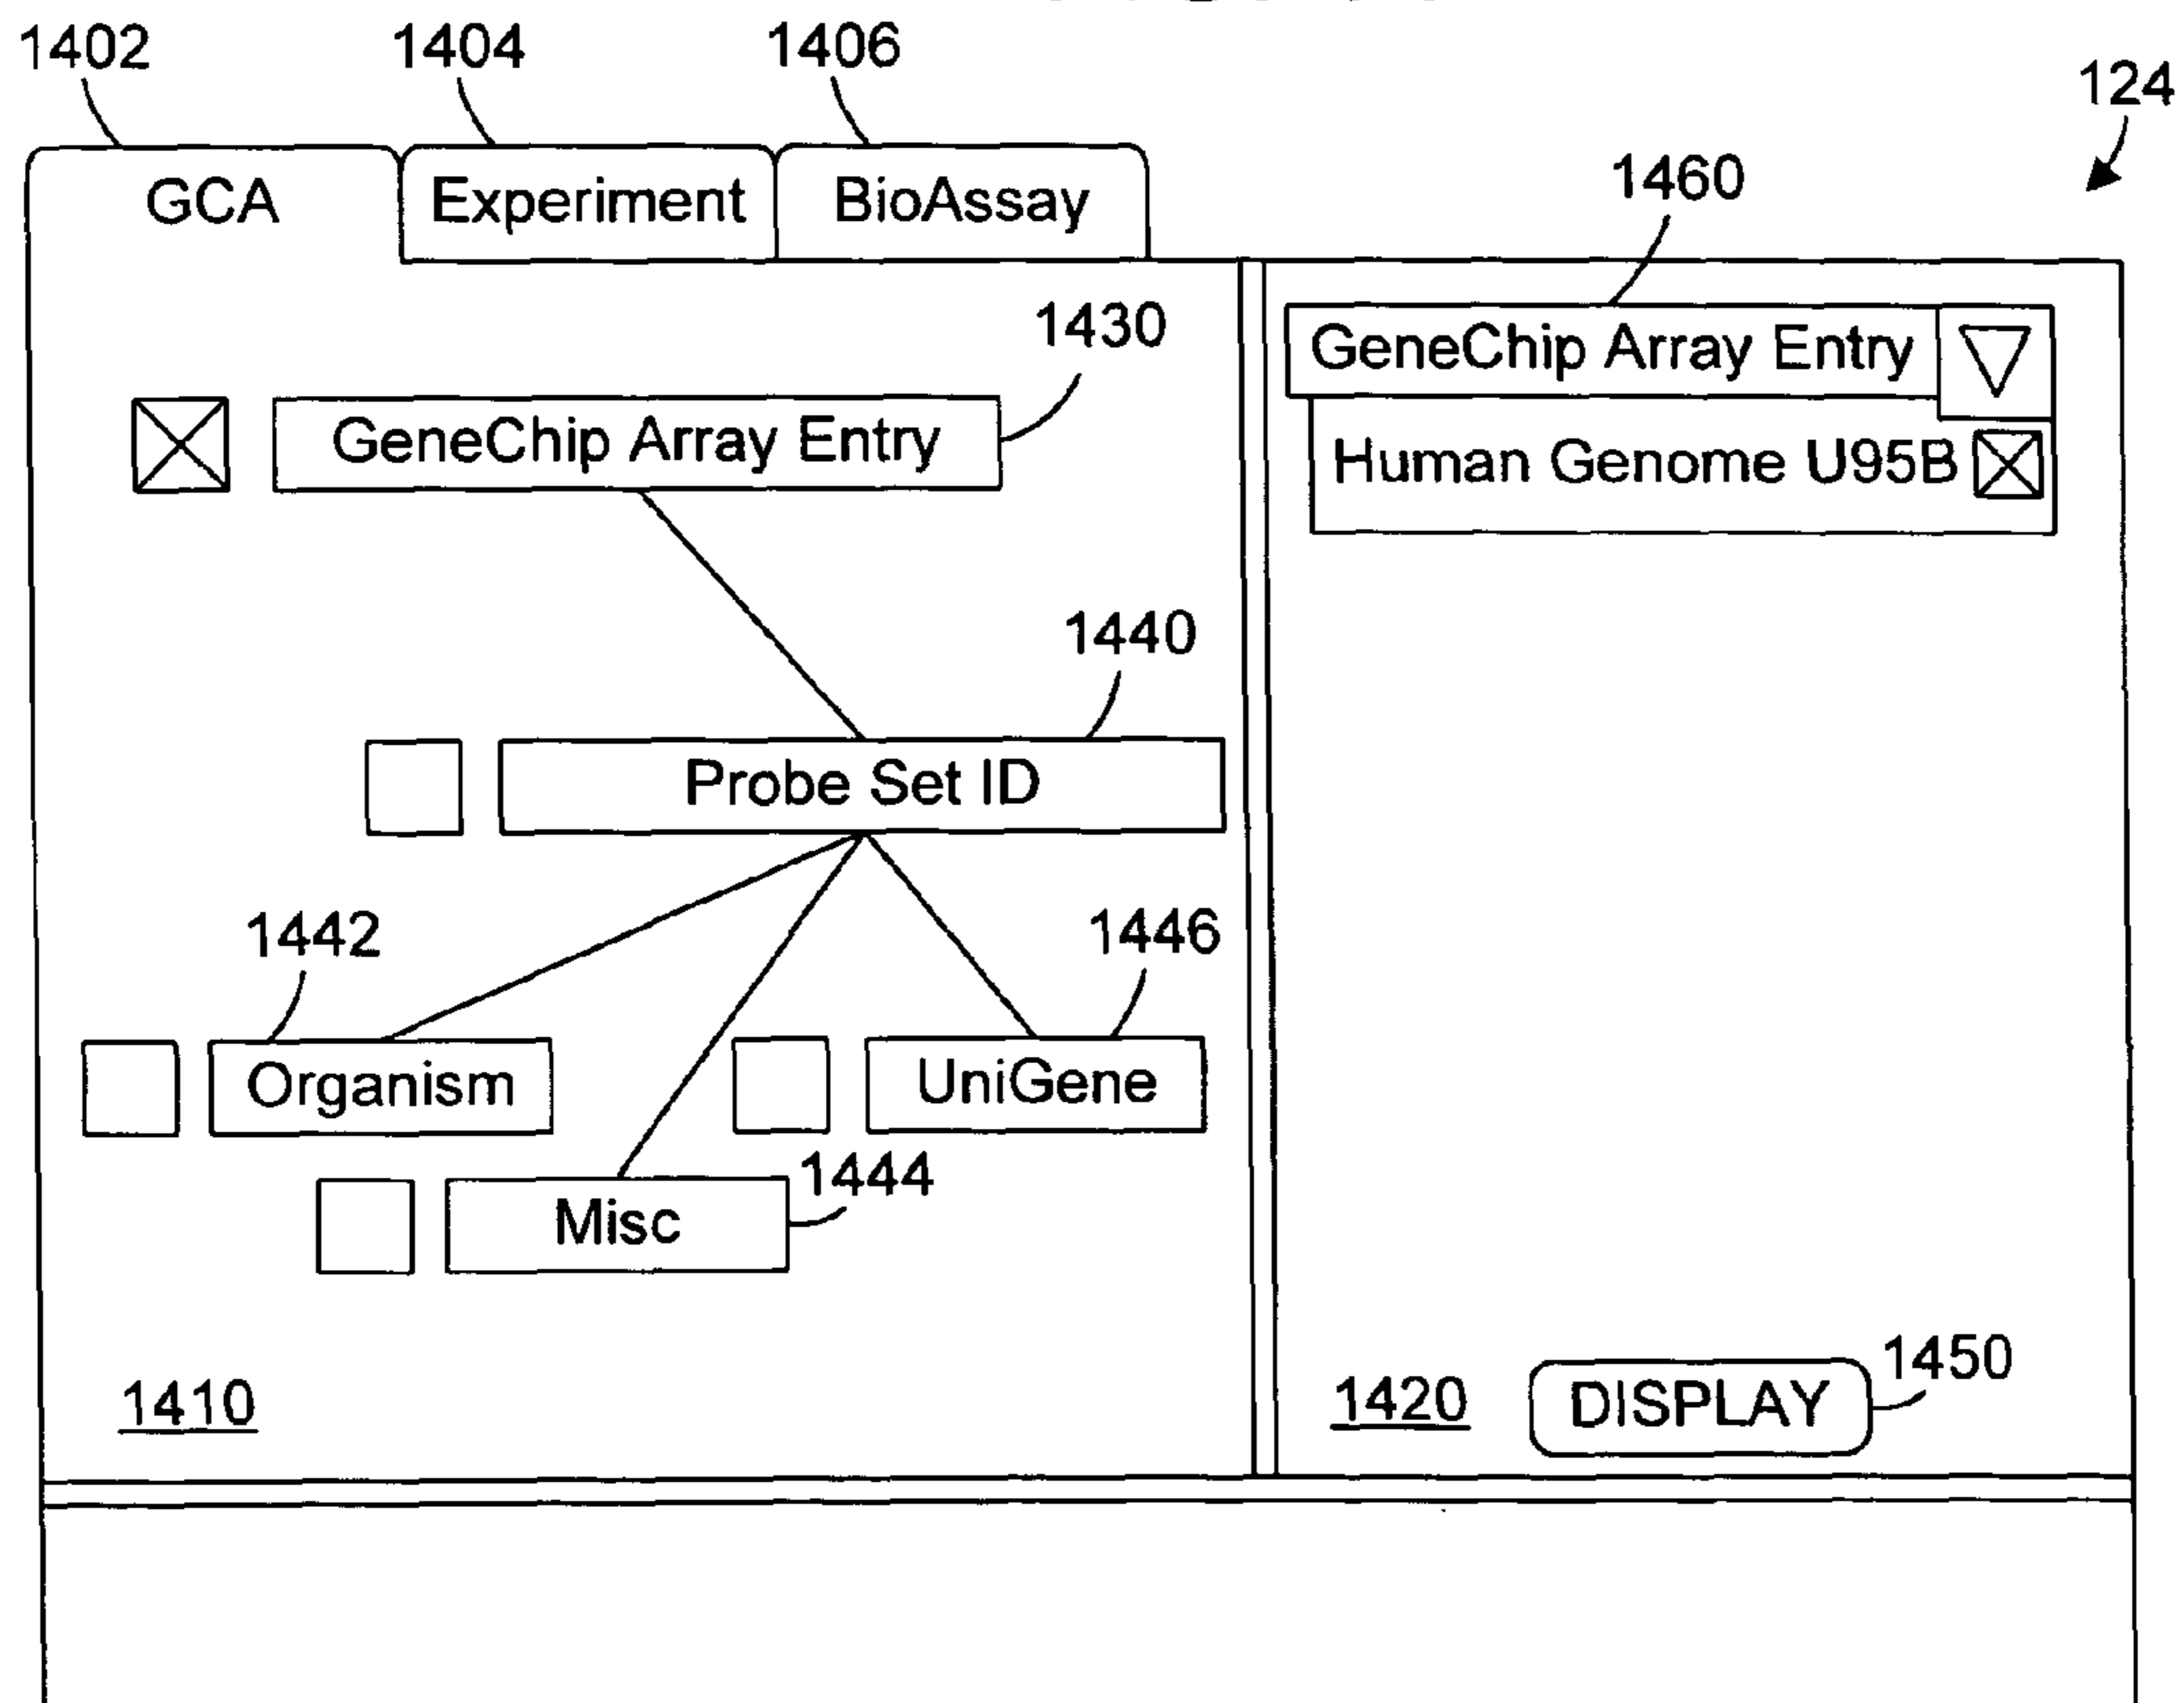 1402 1404 1406
124
GCA Experiment BioAssay
1460
1430
GeneChip Array Entry
GeneChip Array Entry
Human Genome U95B
1440
Probe Set ID
1442 1446
Organism UniGene
1444
Misc
1410 1420 DISPLAY 1450